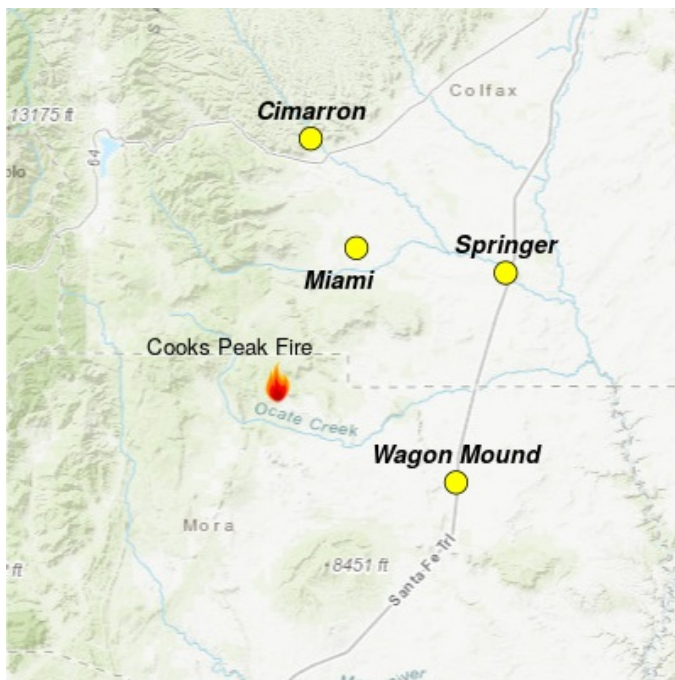 Colfax
Cimarron
13175 ft
64
Springer
Miami
Cooks Peak Fire
Ocate Creek
Wagon Mound
Mora
8451 ft
Santa Fe-Trl